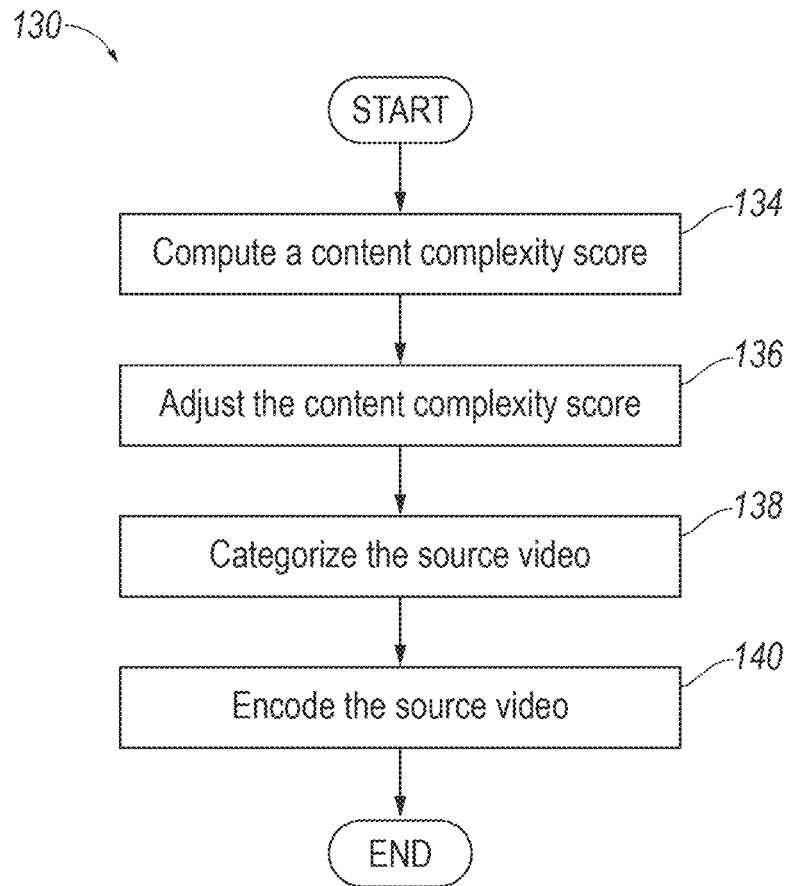 130
START
134
Compute a content complexity score
136
Adjust the content complexity score
138
Categorize the source video
140
Encode the source video
END